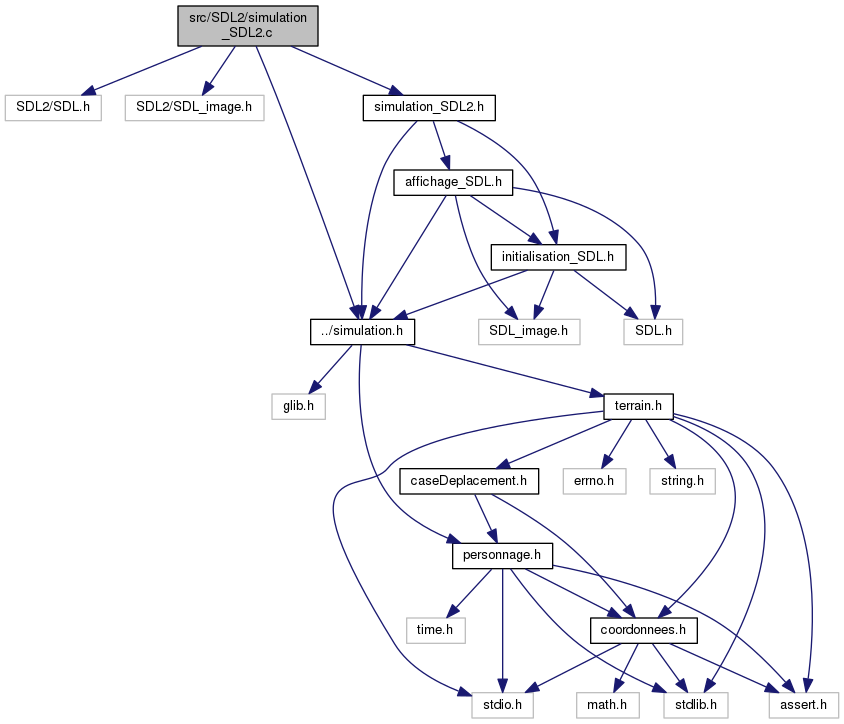 src/SDL2/simulation
_SDL2.c
SDL2/SDL.h
SDL2/SDL_image.h
simulation_SDL2.h
affichage_SDL.h
initialisation_SDL.h
../simulation.h
SDL_image.h
SDL.h
glib.h
terrain.h
caseDeplacement.h
errno.h
string.h
personnage.h
time.h
coordonnees.h
stdio.h
math.h
stdlib.h
assert.h